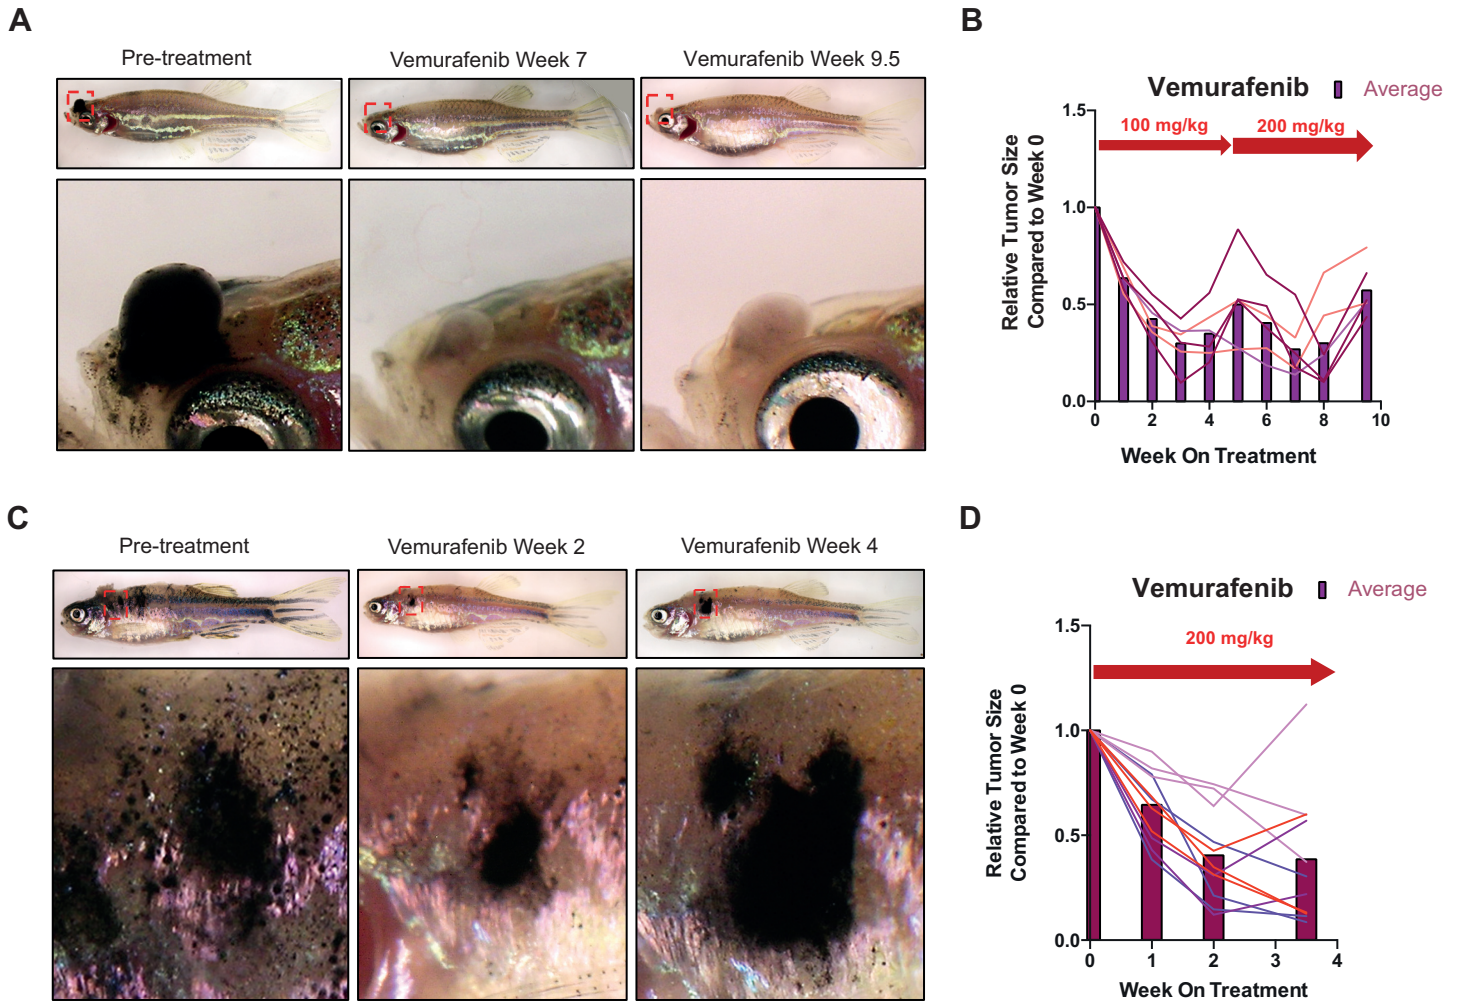 A
Pre-treatment
Vemurafenib Week 7
Vemurafenib Week 9.5
B
Vemurafenib
Average
100 mg/kg
200 mg/kg
Relative Tumor Size
Compared to Week 0
1.5
1.0
0.5
0.0
0 2 4 6 8 10
Week On Treatment
C
Pre-treatment
Vemurafenib Week 2
Vemurafenib Week 4
D
Vemurafenib
Average
200 mg/kg
Relative Tumor Size
Compared to Week 0
1.5
1.0
0.5
0.0
0 1 2 3 4
Week On Treatment